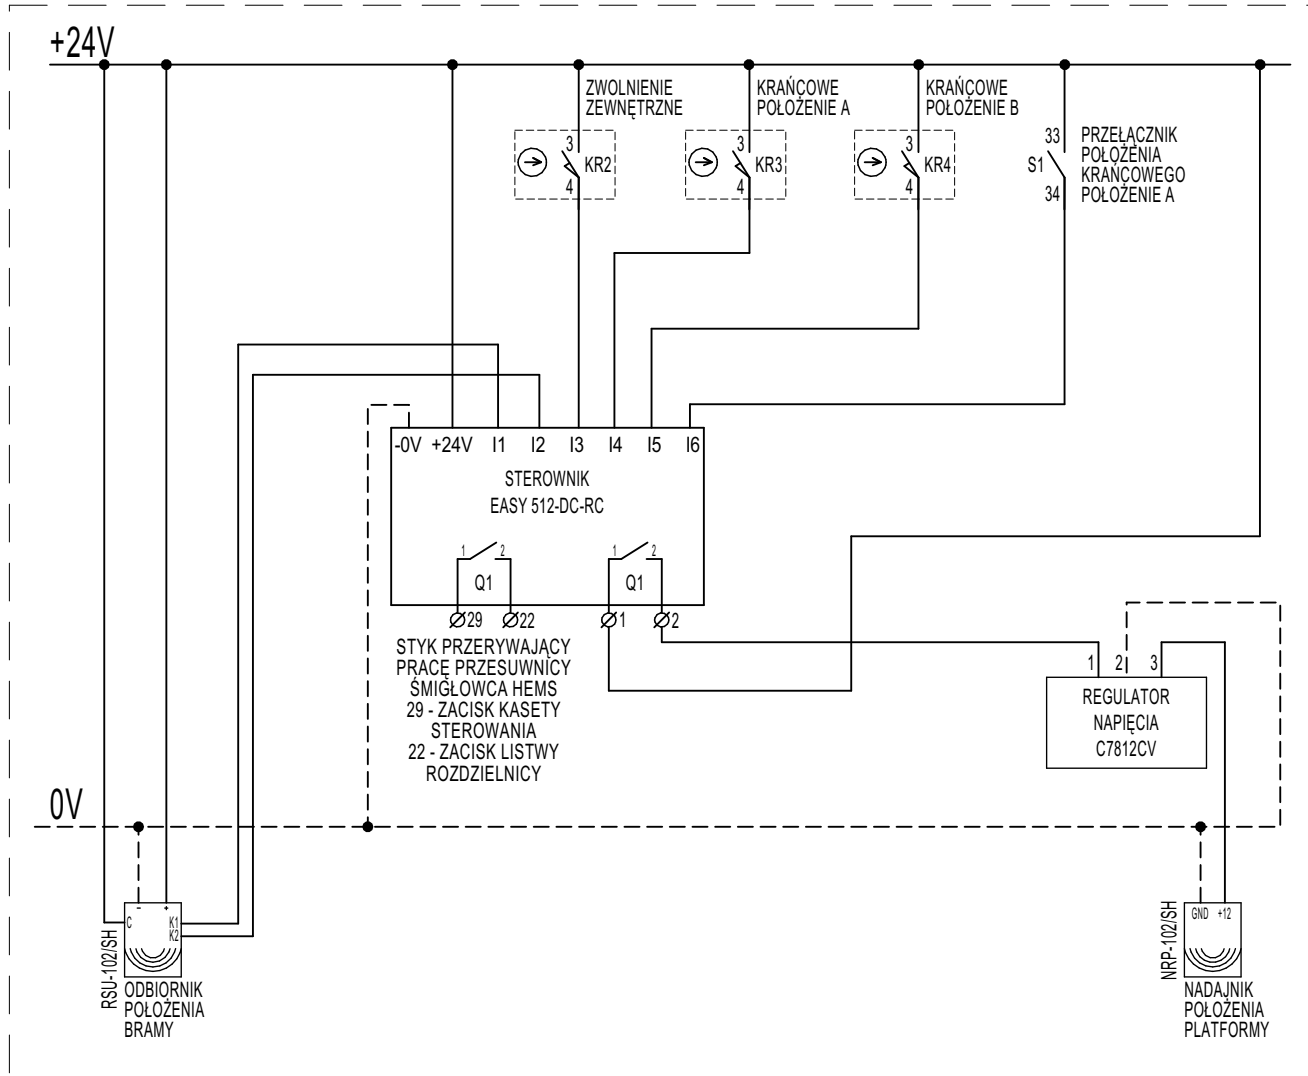 +24V
ZWOLNIENIE
ZEWNĘTRZNE
KRAŃCOWE
POŁOŻENIE A
KRAŃCOWE
POŁOŻENIE B
3
KR2
4
3
KR3
4
3
KR4
4
33
S1
34
PRZEŁĄCZNIK
POŁOŻENIA
KRAŃCOWEGO
POŁOŻENIE A
-0V +24V I1 I2 I3 I4 I5 I6
STEROWNIK
EASY 512-DC-RC
1 2
Q1
1 2
Q1
29 22 1 2
STYK PRZERYWAJĄCY
PRACĘ PRZESUWNICY
ŚMIGŁOWCA HEMS
29 - ZACISK KASETY
STEROWANIA
22 - ZACISK LISTWY
ROZDZIELNICY
1 2 3
REGULATOR
NAPIĘCIA
C7812CV
0V
- +
C K1
K2
RSU-102/SH
ODBIORNIK
POŁOŻENIA
BRAMY
GND +12
NRP-102/SH
NADAJNIK
POŁOŻENIA
PLATFORMY